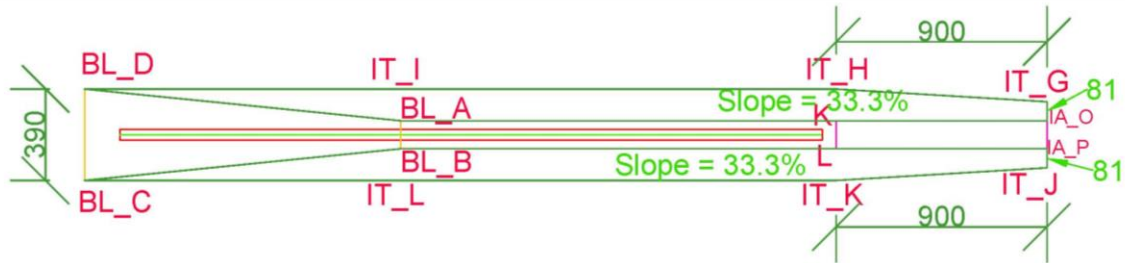 900
BL_D
IT_I
IT_H
IT_G
81
Slope = 33.3%
BL_A
K
IA_O
390
BL_B
L
IA_P
Slope = 33.3%
81
BL_C
IT_L
IT_K
IT_J
900